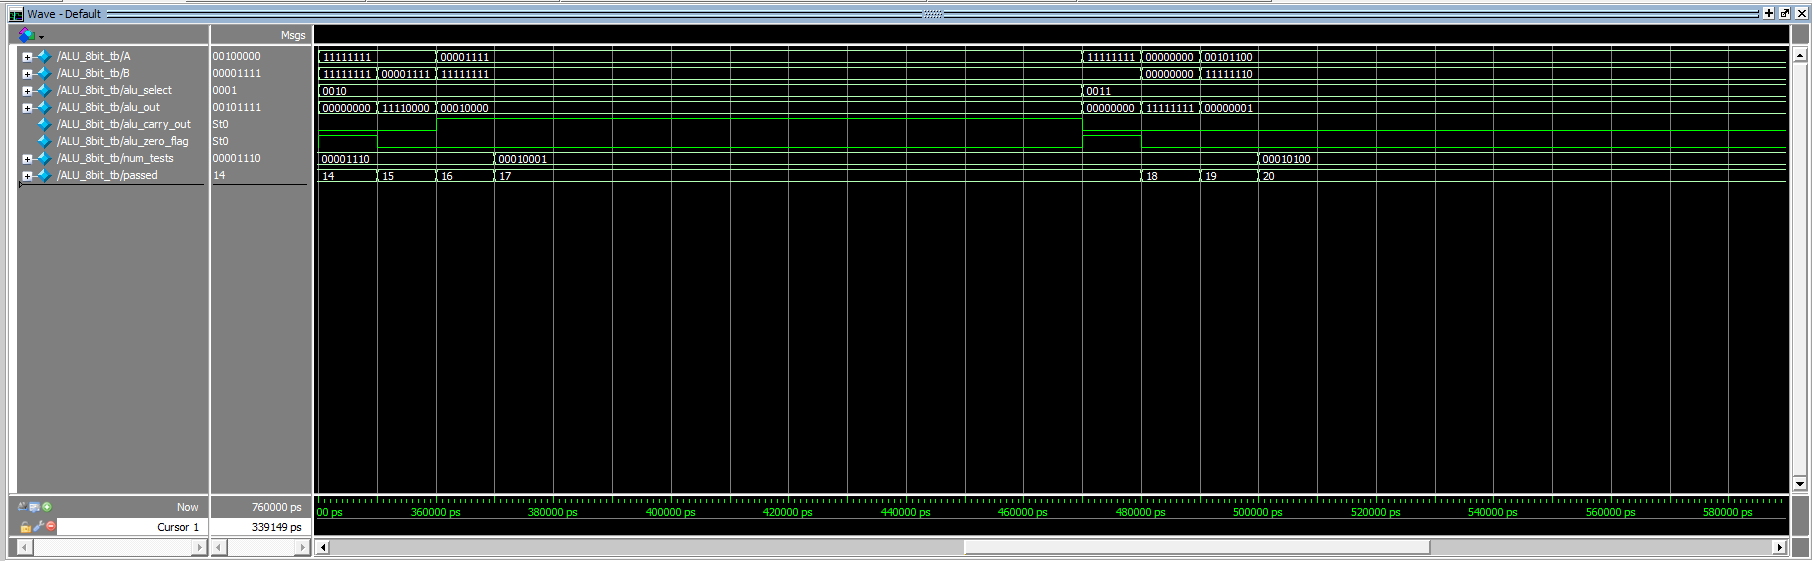 Wave - Default
Msgs
/ALU_8bit_tb/A 00100000 11111111 00001111 11111111 00000000 00101100
/ALU_8bit_tb/B 00001111 11111111 00001111 11111111 00000000 11111110
/ALU_8bit_tb/alu_select 0001 0010 0011
/ALU_8bit_tb/alu_out 00101111 00000000 11110000 00010000 00000000 11111111 00000001
/ALU_8bit_tb/alu_carry_out St0
/ALU_8bit_tb/alu_zero_flag St0
/ALU_8bit_tb/num_tests 00001110 00001110 00010001 00010100
/ALU_8bit_tb/passed 14 14 15 16 17 18 19 20
Now 760000 ps 00 ps 360000 ps 380000 ps 400000 ps 420000 ps 440000 ps 460000 ps 480000 ps 500000 ps 520000 ps 540000 ps 560000 ps 580000 ps
Cursor 1 339149 ps